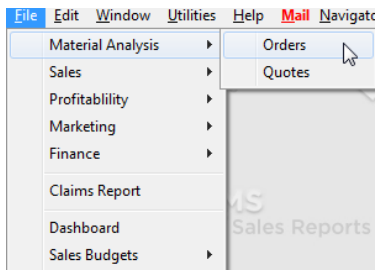 File Edit Window Utilities Help Mail Navigato
Material Analysis Orders
Sales Quotes
Profitablility
Marketing
Finance
Claims Report
MS
Dashboard Sales Reports
Sales Budgets